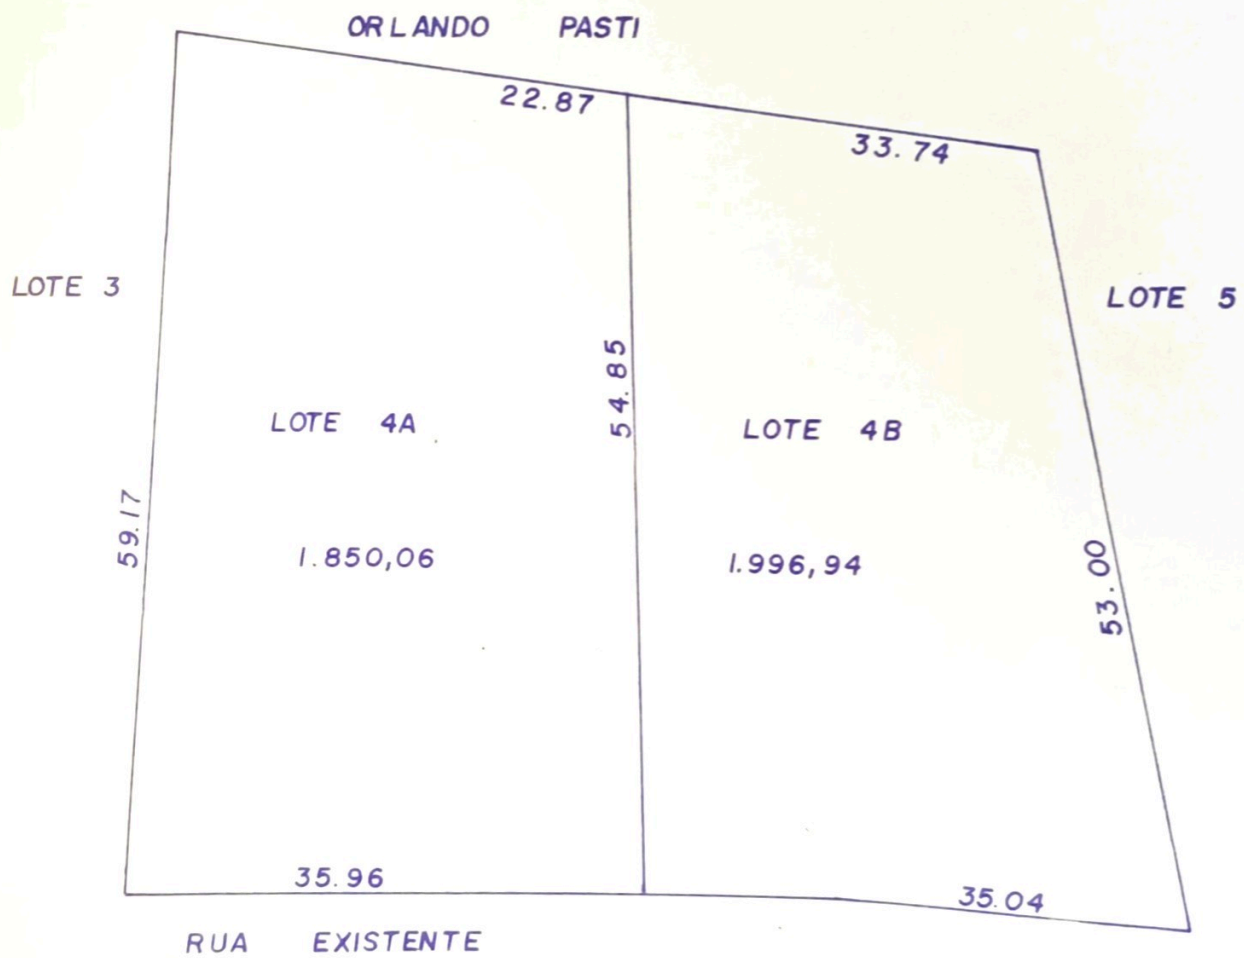 ORLANDO PASTI
22.87
33.74
LOTE 3
LOTE 5
54.85
LOTE 4A
LOTE 4B
59.17
1.850,06
1.996,94
53.00
35.96
35.04
RUA EXISTENTE